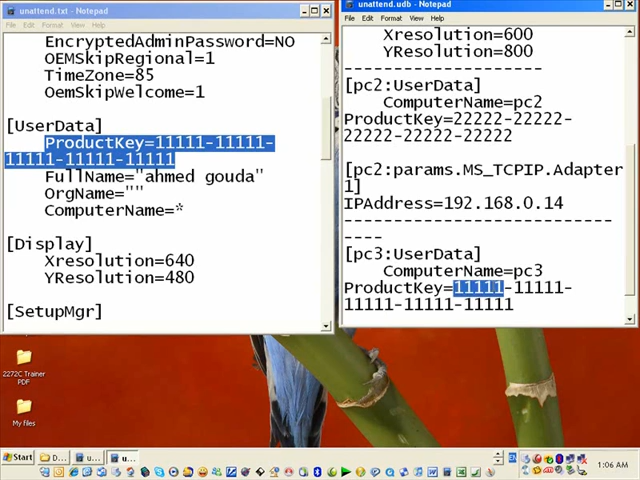 unattend.txt - Notepad
File Edit Format View Help
EncryptedAdminPassword=NO
OEMSkipRegional=1
TimeZone=85
OemSkipWelcome=1
[UserData]
ProductKey=11111-11111-
11111-11111-11111
FullName="ahmed gouda"
OrgName=""
ComputerName=*
[Display]
Xresolution=640
YResolution=480
[SetupMgr]
unattend.udb - Notepad
File Edit Format View Help
Xresolution=600
YResolution=800
--------------------
[pc2:UserData]
ComputerName=pc2
ProductKey=22222-22222-
22222-22222-22222
[pc2:params.MS_TCPIP.Adapter
1]
IPAddress=192.168.0.14
---------------------------
----
[pc3:UserData]
ComputerName=pc3
ProductKey=11111-11111-
11111-11111-11111
2272C Trainer
PDF
My files
Start
D...
u...
u...
EN
1:06 AM